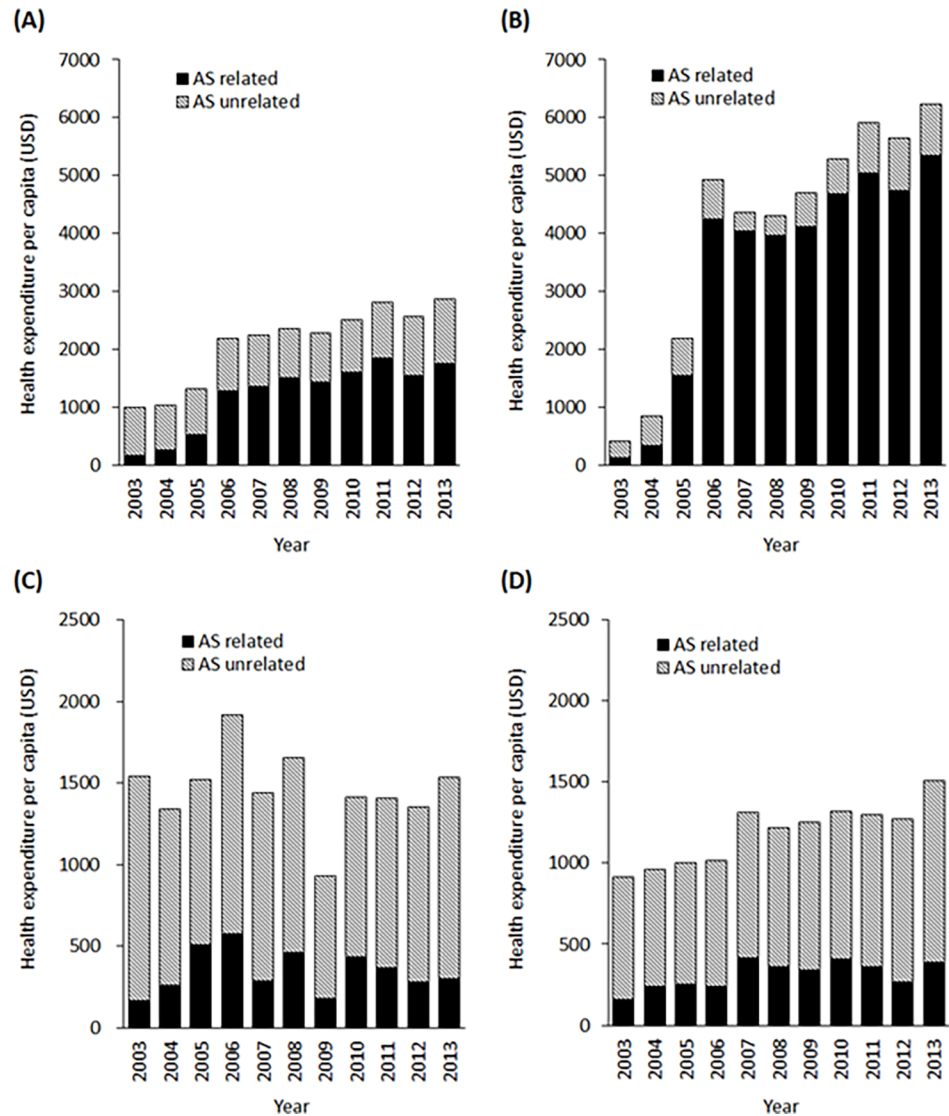 (A)
Health expenditure per capita (USD)
7000
6000
5000
4000
3000
2000
1000
0
AS related
AS unrelated
2003 2004 2005 2006 2007 2008 2009 2010 2011 2012 2013
Year
(B)
Health expenditure per capita (USD)
7000
6000
5000
4000
3000
2000
1000
0
AS related
AS unrelated
2003 2004 2005 2006 2007 2008 2009 2010 2011 2012 2013
Year
(C)
Health expenditure per capita (USD)
2500
2000
1500
1000
500
0
AS related
AS unrelated
2003 2004 2005 2006 2007 2008 2009 2010 2011 2012 2013
Year
(D)
Health expenditure per capita (USD)
2500
2000
1500
1000
500
0
AS related
AS unrelated
2003 2004 2005 2006 2007 2008 2009 2010 2011 2012 2013
Year